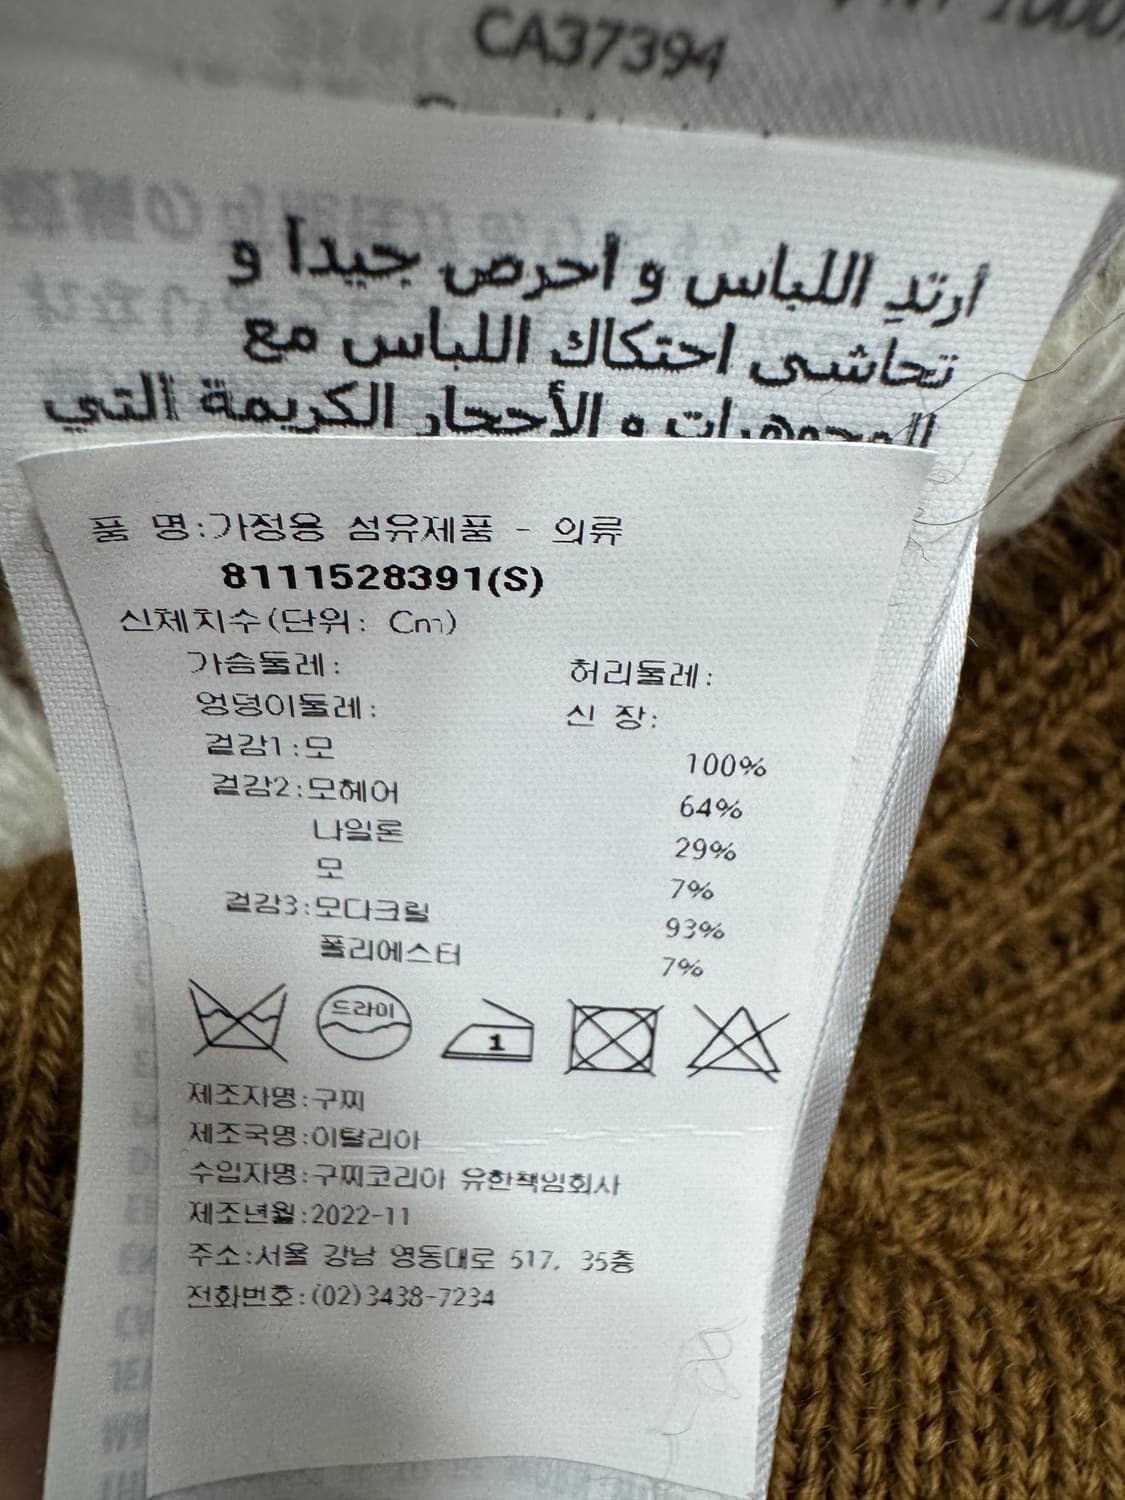 CA37394
أرتدِ اللباس و أحرص جيداً و
تحاشى احتكاك اللباس مع
المجوهرات و الأحجار الكريمة التي
품 명:가정용 섬유제품 - 의류
8111528391(S)
신체치수(단위: Cm)
가슴둘레: 허리둘레:
엉덩이둘레: 신 장:
겉감1:모 100%
겉감2:모헤어 64%
나일론 29%
모 7%
겉감3:모다크릴 93%
폴리에스터 7%
드라이 1
제조자명:구찌
제조국명:이탈리아
수입자명:구찌코리아 유한책임회사
제조년월:2022-11
주소:서울 강남 영동대로 517, 35층
전화번호:(02)3438-7234